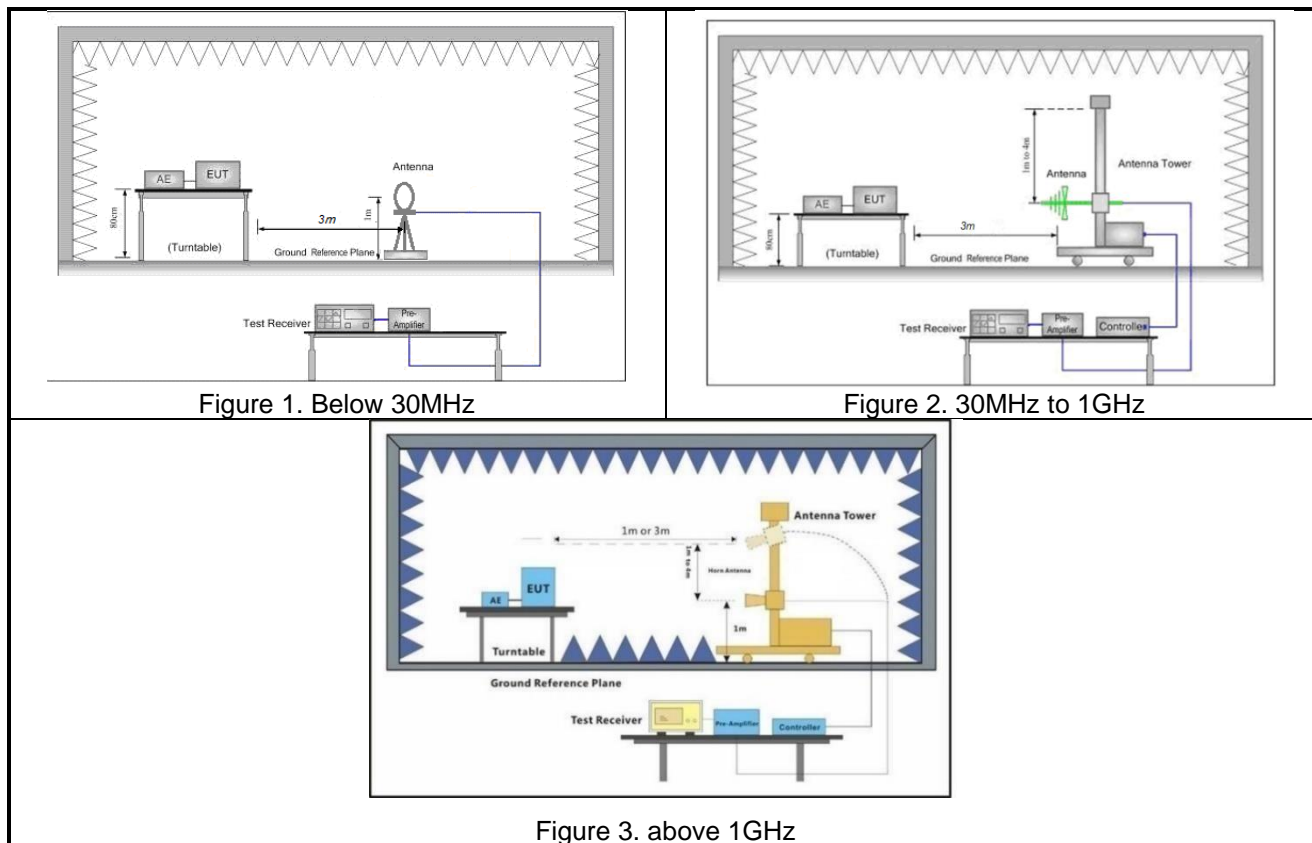 Antenna
AE
EUT
80cm
3m
1m
(Turntable)
Ground Reference Plane
Test Receiver
Pre-
Amplifier
Figure 1. Below 30MHz
1m to 4m
Antenna
Antenna Tower
AE
EUT
80cm
3m
(Turntable)
Ground Reference Plane
Test Receiver
Pre-
Amplifier
Controller
Figure 2. 30MHz to 1GHz
Antenna Tower
1m or 3m
1m to 4m
Horn Antenna
EUT
AE
1m
Turntable
Ground Reference Plane
Test Receiver
Pre-Amplifier
Controller
Figure 3. above 1GHz